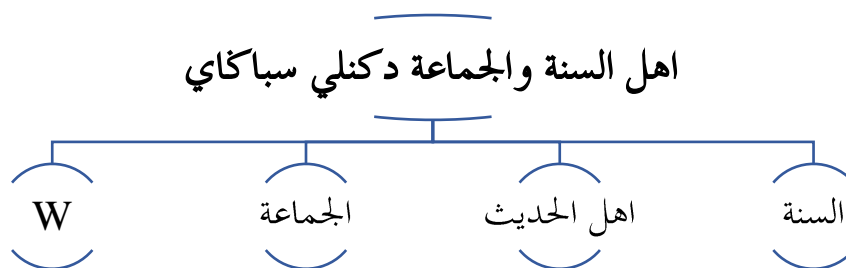 اهل السنة والجماعة دكنلي سباكاي
السنة
اهل الحديث
الجماعة
W